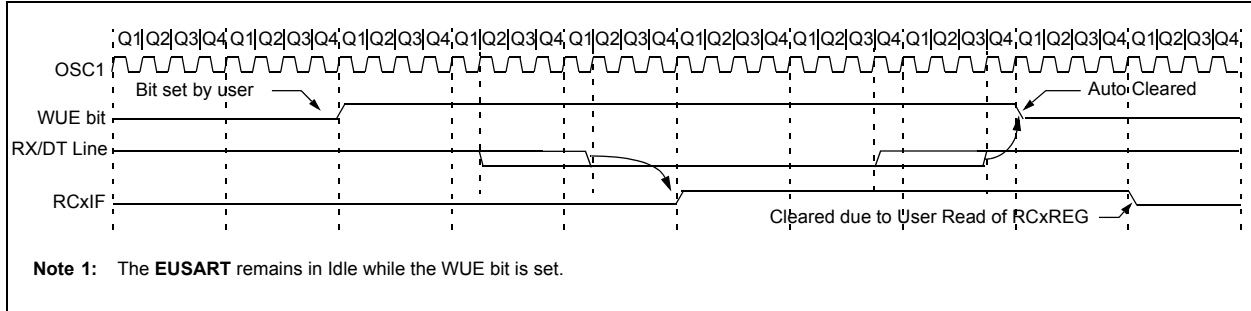 Q1 Q2 Q3 Q4 Q1 Q2 Q3 Q4 Q1 Q2 Q3 Q4 Q1 Q2 Q3 Q4 Q1 Q2 Q3 Q4 Q1 Q2 Q3 Q4 Q1 Q2 Q3 Q4 Q1 Q2 Q3 Q4 Q1 Q2 Q3 Q4 Q1 Q2 Q3 Q4
OSC1
Bit set by user
Auto Cleared
WUE bit
RX/DT Line
RCxIF
Cleared due to User Read of RCxREG
Note 1: The EUSART remains in Idle while the WUE bit is set.